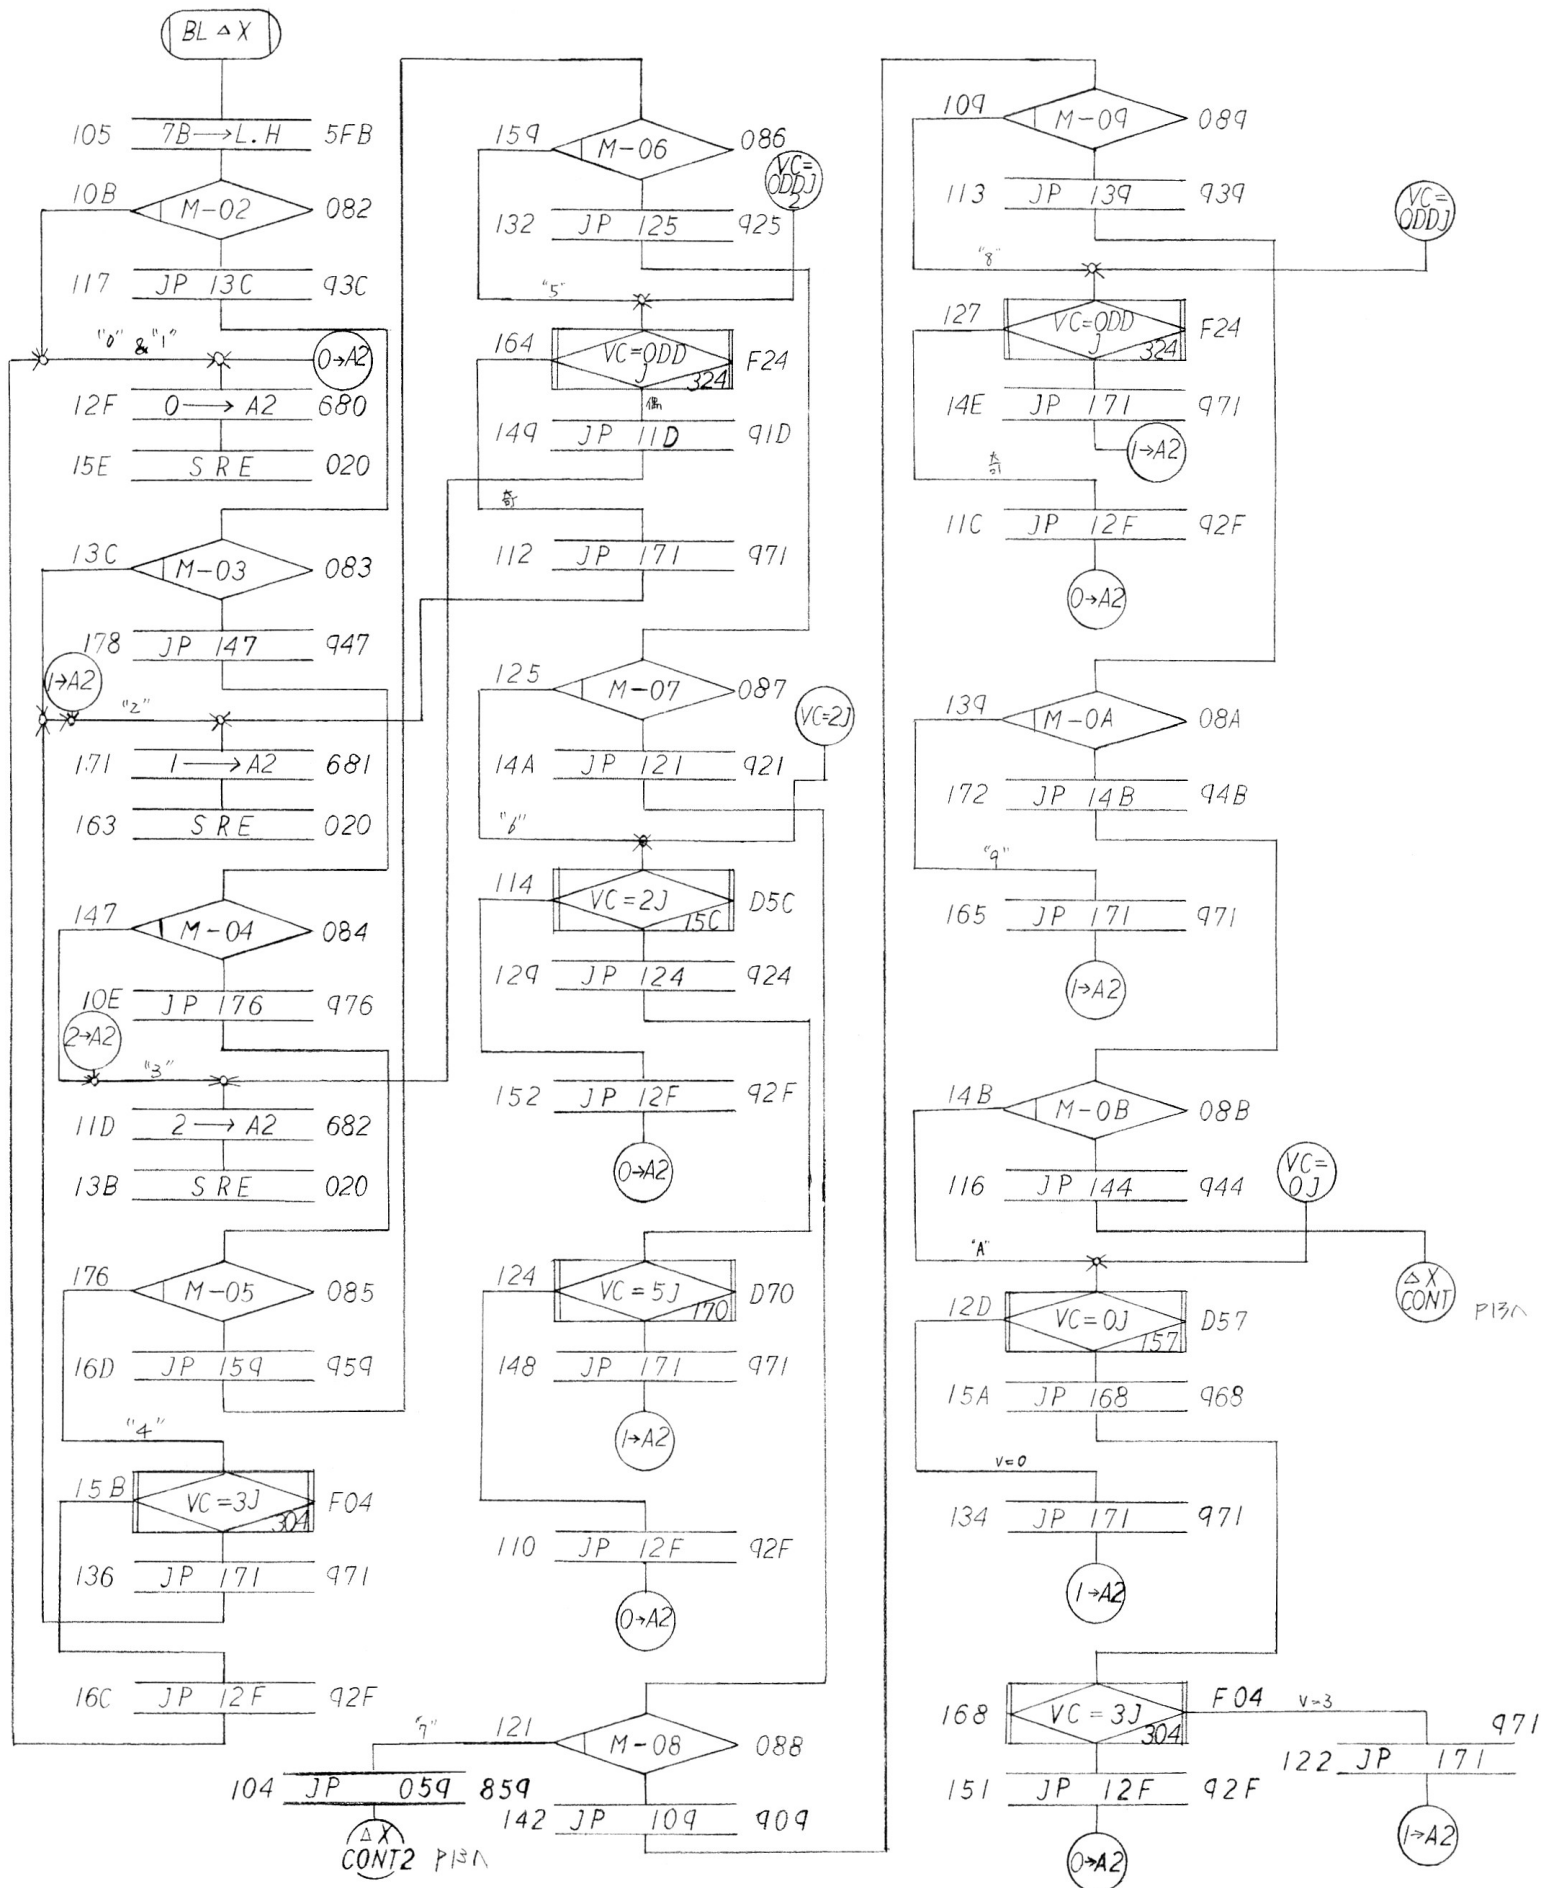 BL △ X
105 7B→L.H 5FB
10B M-02 082
117 JP 13C 93C
"0" & "1"
0→A2
12F 0→A2 680
15E SRE 020
13C M-03 083
178 JP 147 947
1→A2
"2"
171 1→A2 681
163 SRE 020
147 M-04 084
10E JP 176 976
2→A2
"3"
11D 2→A2 682
13B SRE 020
176 M-05 085
16D JP 159 959
"4"
15B VC=3J 304 F04
136 JP 171 971
16C JP 12F 92F
159 M-06 086
VC=
ODDJ
2
132 JP 125 925
"5"
164 VC=ODD
J 324 F24
偶
149 JP 11D 91D
奇
112 JP 171 971
125 M-07 087
VC=2J
14A JP 121 921
"6"
114 VC=2J 15C D5C
129 JP 124 924
152 JP 12F 92F
0→A2
124 VC=5J 170 D70
148 JP 171 971
1→A2
110 JP 12F 92F
0→A2
"7"
121 M-08 088
104 JP 059 859
△X
CONT2 P13へ
142 JP 109 909
109 M-09 089
113 JP 139 939
VC=
ODDJ
"8"
127 VC=ODD
J 324 F24
14E JP 171 971
1→A2
奇
11C JP 12F 92F
0→A2
139 M-0A 08A
172 JP 14B 94B
"9"
165 JP 171 971
1→A2
14B M-0B 08B
116 JP 144 944
VC=
0J
"A"
△X
CONT P13へ
12D VC=0J 157 D57
15A JP 168 968
V=0
134 JP 171 971
1→A2
168 VC=3J 304 F04
V=3
122 JP 171 971
1→A2
151 JP 12F 92F
0→A2